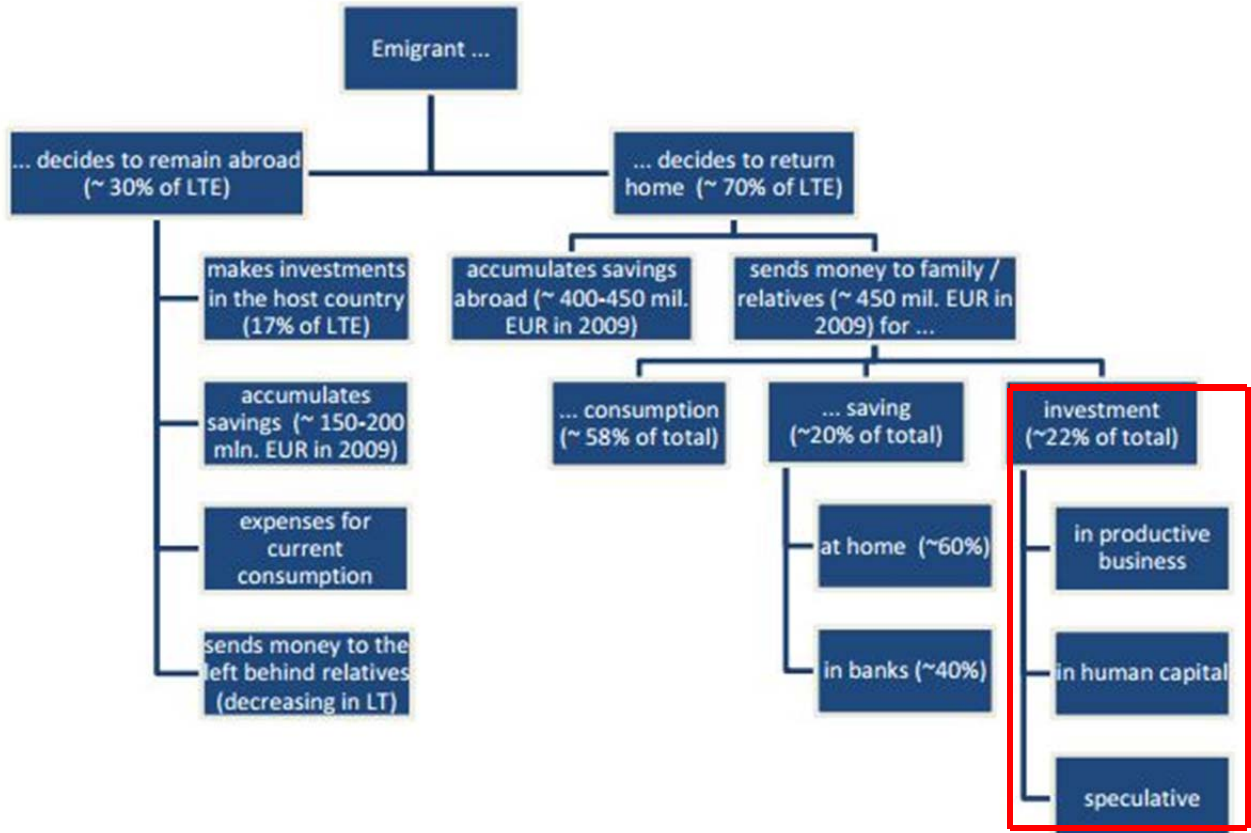 Emigrant ...
... decides to remain abroad
(~ 30% of LTE)
... decides to return
home (~ 70% of LTE)
makes investments
in the host country
(17% of LTE)
accumulates
savings (~ 150-200
mln. EUR in 2009)
expenses for
current
consumption
sends money to the
left behind relatives
(decreasing in LT)
accumulates savings
abroad (~ 400-450 mil.
EUR in 2009)
sends money to family /
relatives (~ 450 mil. EUR in
2009) for ...
... consumption
(~ 58% of total)
... saving
(~20% of total)
at home (~60%)
in banks (~40%)
investment
(~22% of total)
in productive
business
in human capital
speculative